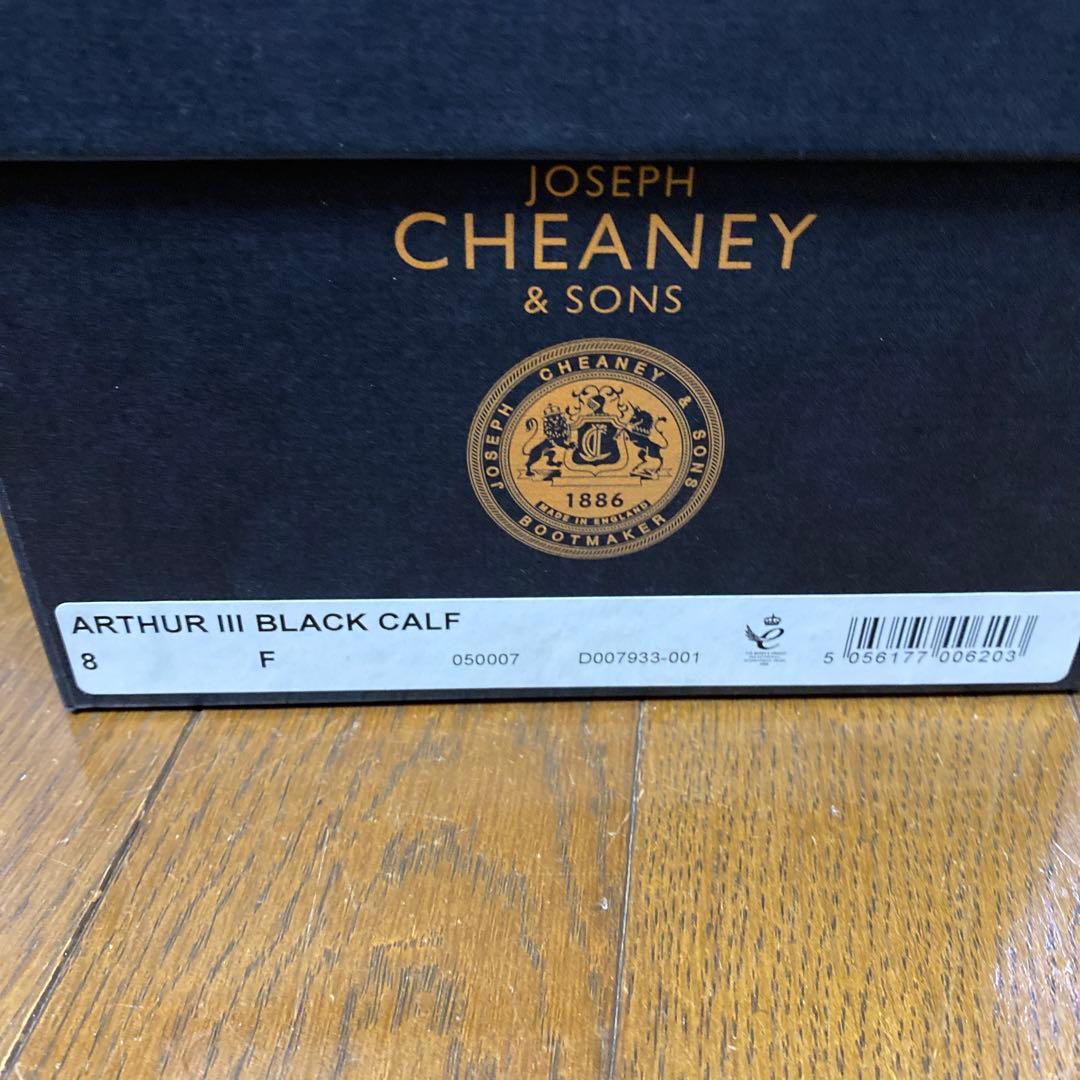 JOSEPH
CHEANEY
& SONS
JOSEPH CHEANEY & SONS
1886
MADE IN ENGLAND
BOOTMAKER
ARTHUR III BLACK CALF
8 F 050007 D007933-001 5 056177 006203